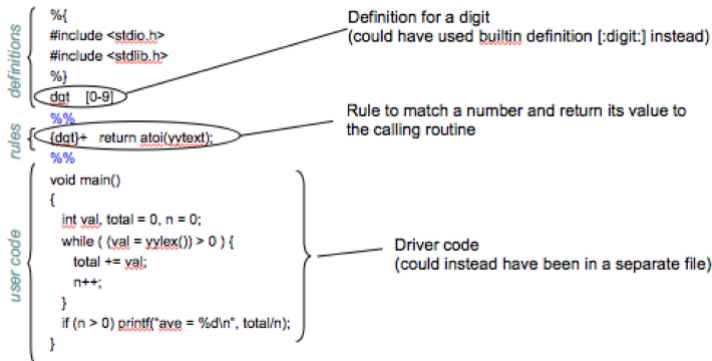 definitions
%{
#include <stdio.h>
#include <stdlib.h>
%}
dgt [0-9]
%%
Definition for a digit
(could have used builtin definition [:digit:] instead)
rules
{dgt}+ return atoi(yytext);
%%
Rule to match a number and return its value to
the calling routine
user code
void main()
{
int val, total = 0, n = 0;
while ( (val = yylex()) > 0 ) {
total += val;
n++;
}
if (n > 0) printf("ave = %d\n", total/n);
}
Driver code
(could instead have been in a separate file)